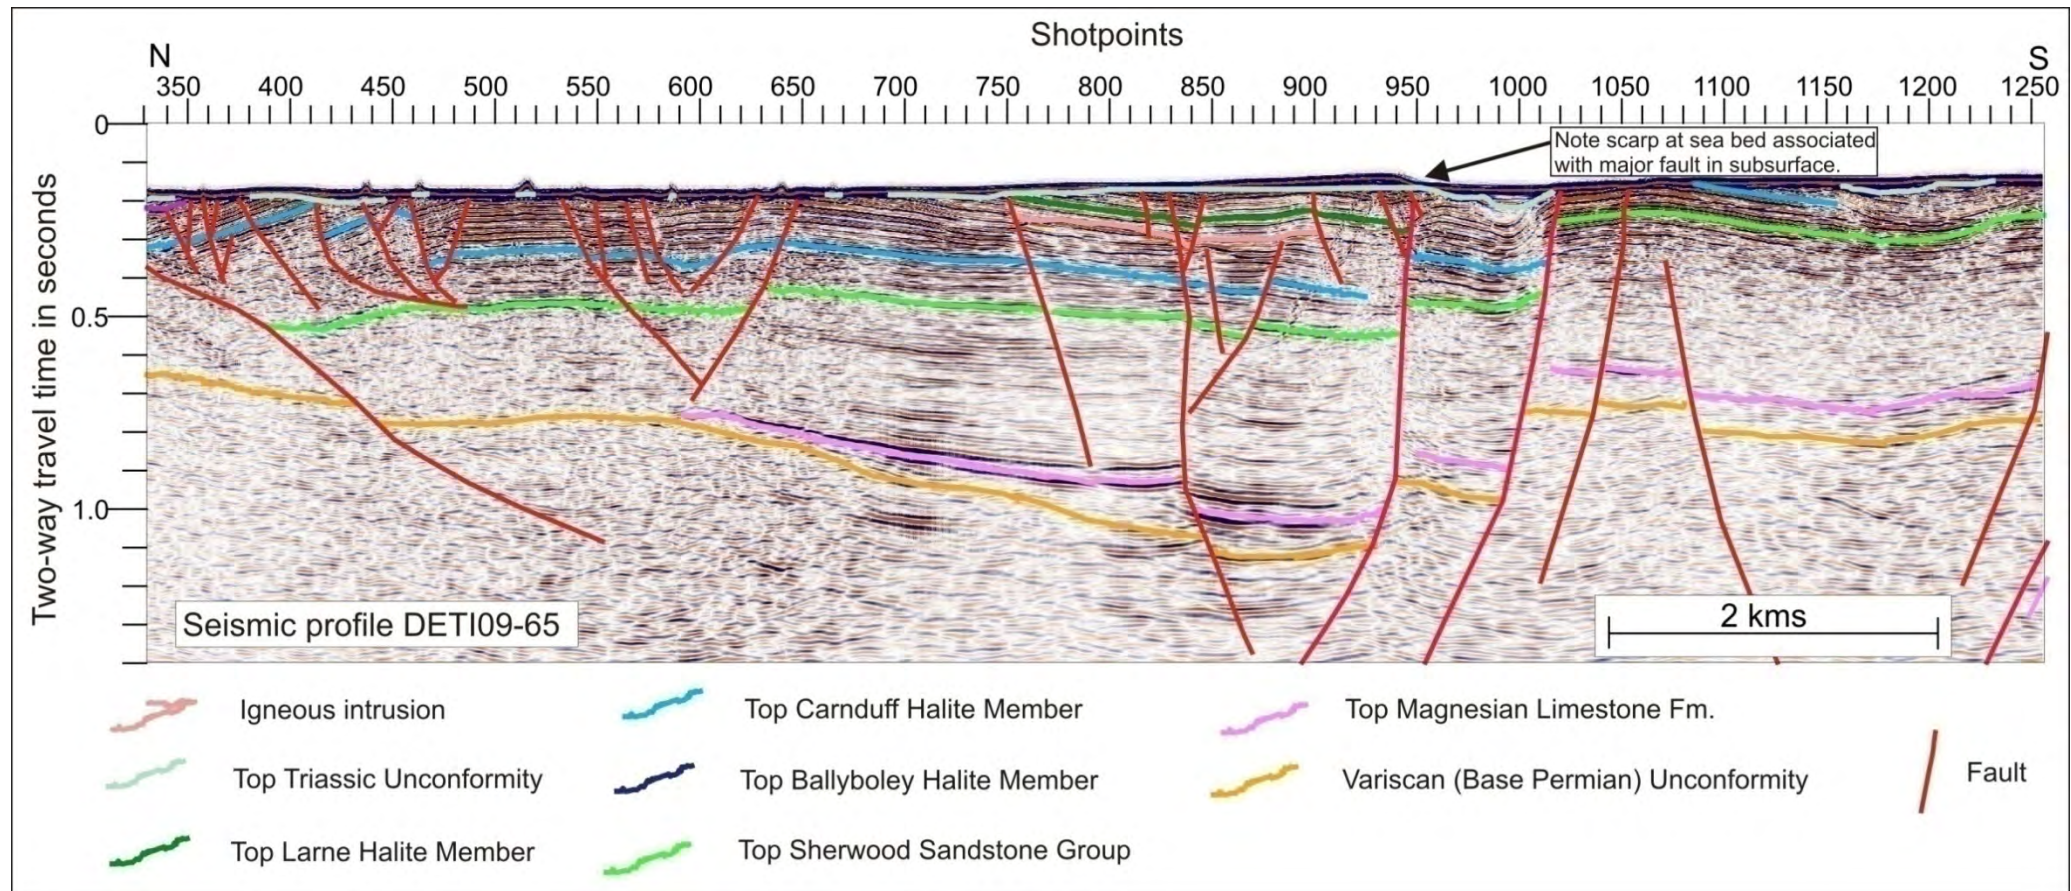 Shotpoints
N
S
350 400 450 500 550 600 650 700 750 800 850 900 950 1000 1050 1100 1150 1200 1250
0
Note scarp at sea bed associated
with major fault in subsurface.
Two-way travel time in seconds
0.5
1.0
Seismic profile DETI09-65
2 kms
Igneous intrusion
Top Carnduff Halite Member
Top Magnesian Limestone Fm.
Top Triassic Unconformity
Top Ballyboley Halite Member
Variscan (Base Permian) Unconformity
Fault
Top Larne Halite Member
Top Sherwood Sandstone Group